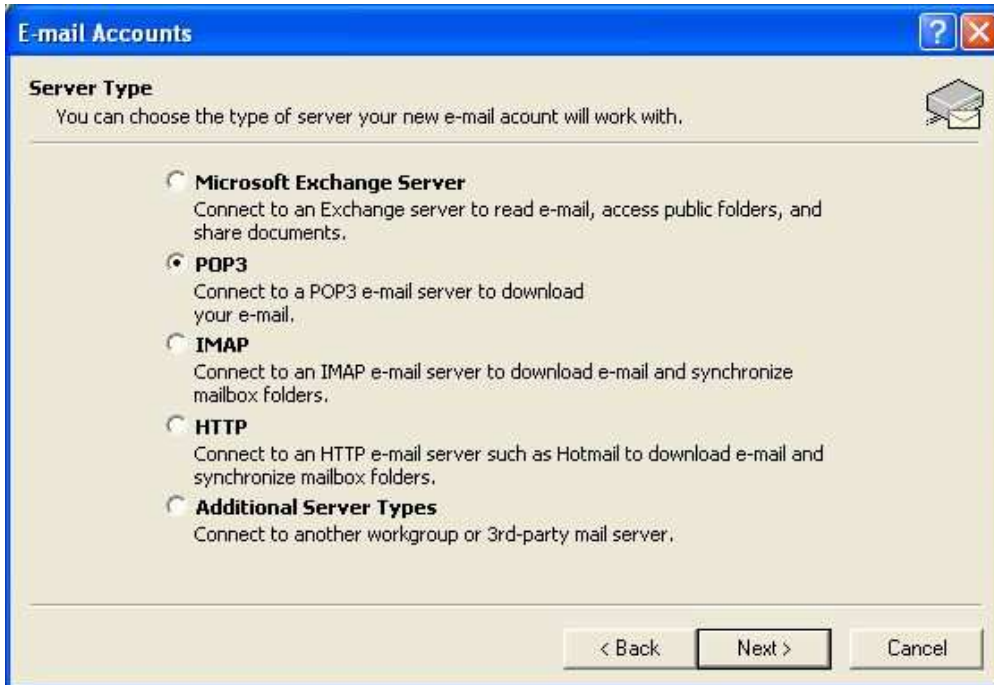 E-mail Accounts
Server Type
You can choose the type of server your new e-mail acount will work with.
Microsoft Exchange Server
Connect to an Exchange server to read e-mail, access public folders, and
share documents.
POP3
Connect to a POP3 e-mail server to download
your e-mail.
IMAP
Connect to an IMAP e-mail server to download e-mail and synchronize
mailbox folders.
HTTP
Connect to an HTTP e-mail server such as Hotmail to download e-mail and
synchronize mailbox folders.
Additional Server Types
Connect to another workgroup or 3rd-party mail server.
< Back Next > Cancel